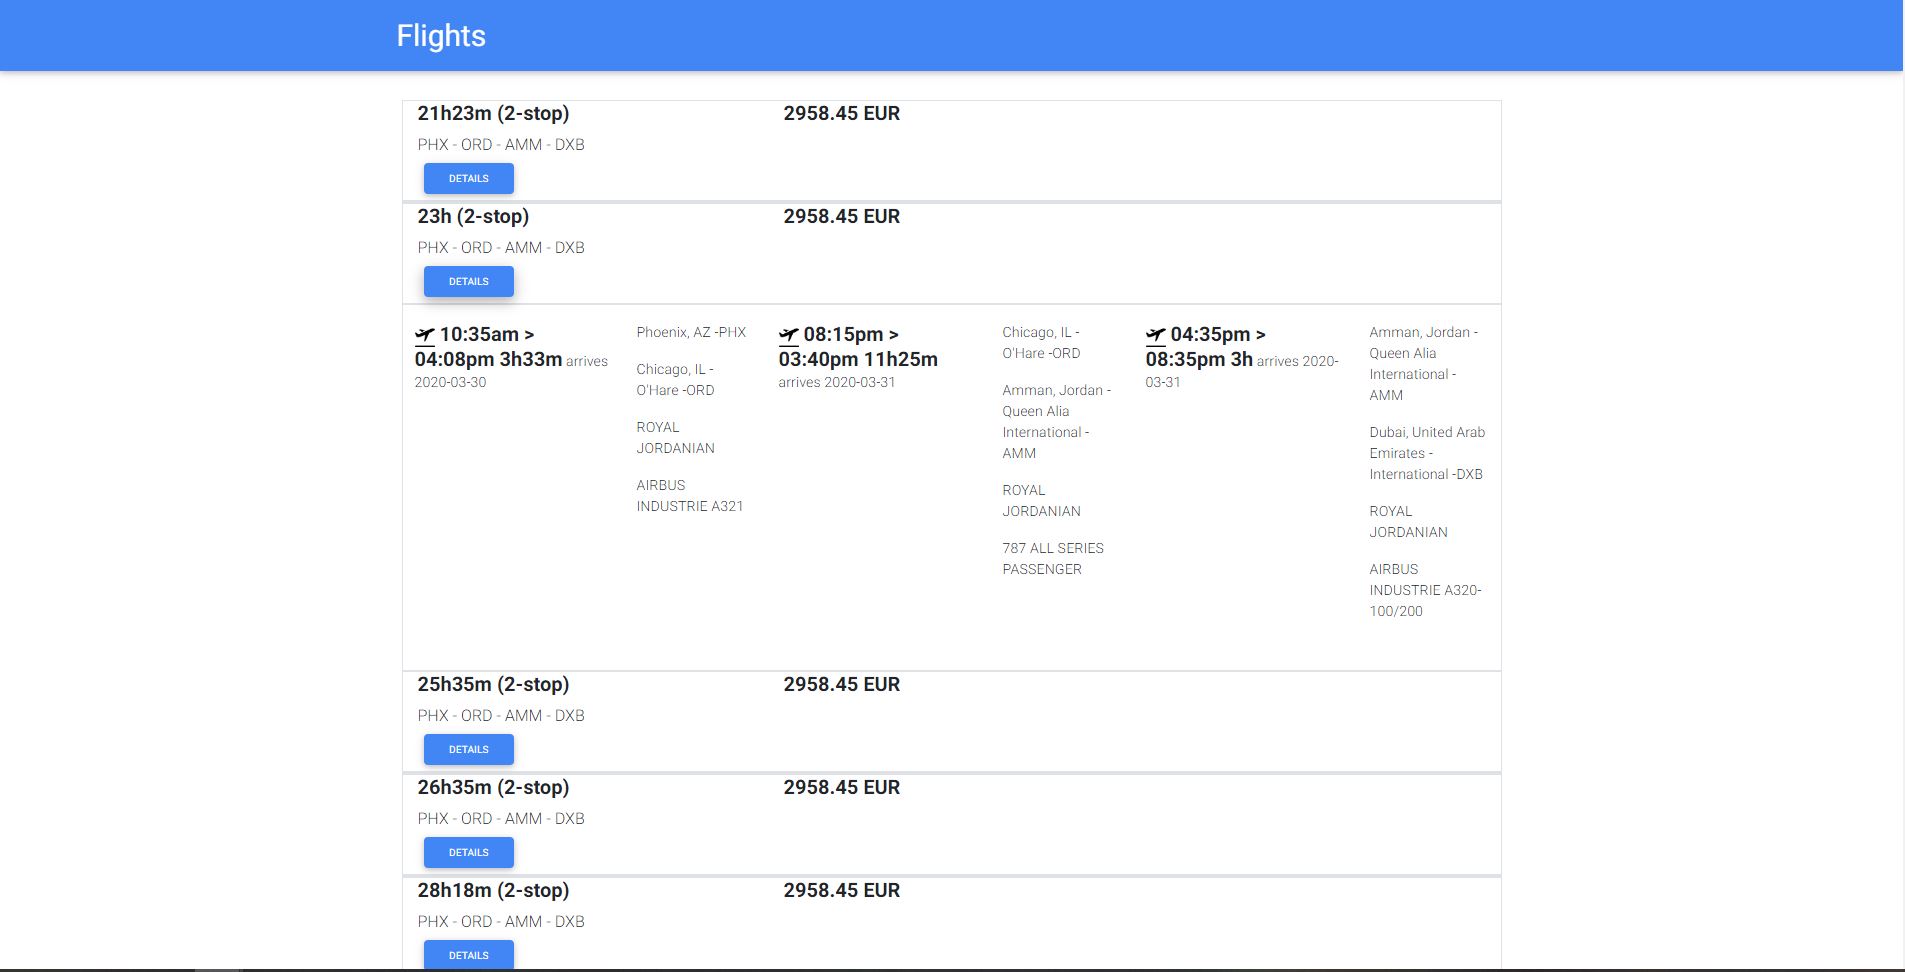 Flights
21h23m (2-stop) 2958.45 EUR
PHX - ORD - AMM - DXB
DETAILS
23h (2-stop) 2958.45 EUR
PHX - ORD - AMM - DXB
DETAILS
10:35am >
04:08pm 3h33m arrives
2020-03-30
Phoenix, AZ -PHX
Chicago, IL -
O'Hare -ORD
ROYAL
JORDANIAN
AIRBUS
INDUSTRIE A321
08:15pm >
03:40pm 11h25m
arrives 2020-03-31
Chicago, IL -
O'Hare -ORD
Amman, Jordan -
Queen Alia
International -
AMM
ROYAL
JORDANIAN
787 ALL SERIES
PASSENGER
04:35pm >
08:35pm 3h arrives 2020-
03-31
Amman, Jordan -
Queen Alia
International -
AMM
Dubai, United Arab
Emirates -
International -DXB
ROYAL
JORDANIAN
AIRBUS
INDUSTRIE A320-
100/200
25h35m (2-stop) 2958.45 EUR
PHX - ORD - AMM - DXB
DETAILS
26h35m (2-stop) 2958.45 EUR
PHX - ORD - AMM - DXB
DETAILS
28h18m (2-stop) 2958.45 EUR
PHX - ORD - AMM - DXB
DETAILS